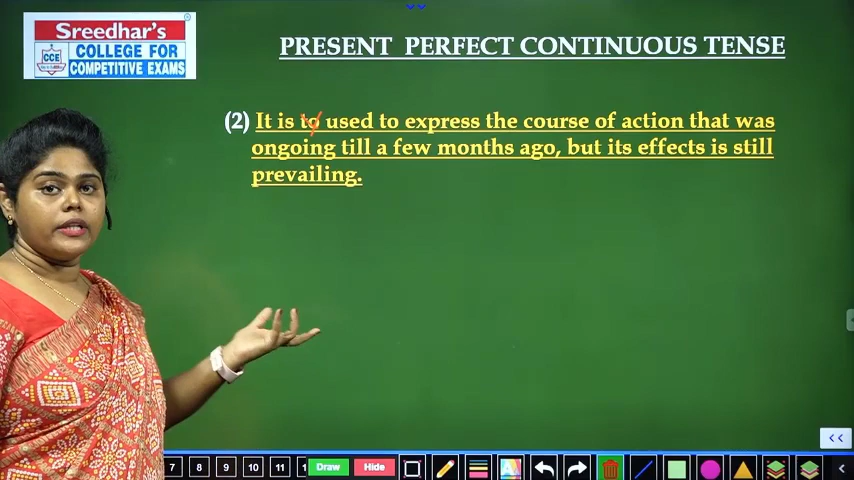 Sreedhar's
CCE
COLLEGE FOR
COMPETITIVE EXAMS
PRESENT PERFECT CONTINUOUS TENSE
(2) It is to used to express the course of action that was
ongoing till a few months ago, but its effects is still
prevailing.
7 8 9 10 11 1 Draw Hide